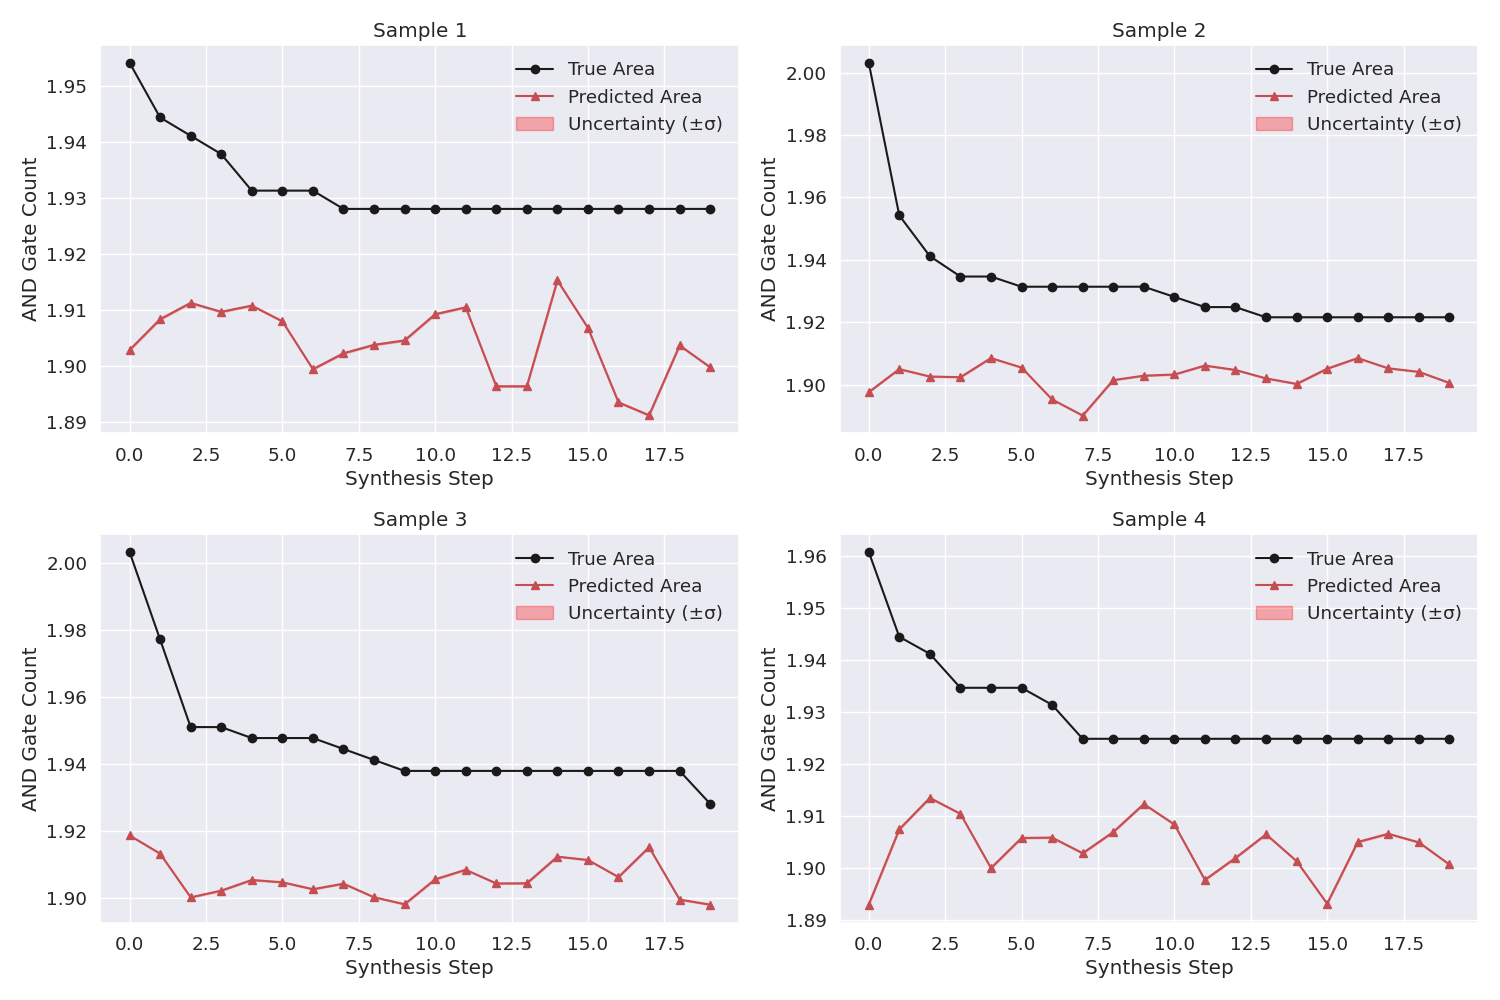 Sample 1
AND Gate Count
1.95
1.94
1.93
1.92
1.91
1.90
1.89
True Area
Predicted Area
Uncertainty (±σ)
0.0 2.5 5.0 7.5 10.0 12.5 15.0 17.5
Synthesis Step
Sample 2
AND Gate Count
2.00
1.98
1.96
1.94
1.92
1.90
True Area
Predicted Area
Uncertainty (±σ)
0.0 2.5 5.0 7.5 10.0 12.5 15.0 17.5
Synthesis Step
Sample 3
AND Gate Count
2.00
1.98
1.96
1.94
1.92
1.90
True Area
Predicted Area
Uncertainty (±σ)
0.0 2.5 5.0 7.5 10.0 12.5 15.0 17.5
Synthesis Step
Sample 4
AND Gate Count
1.96
1.95
1.94
1.93
1.92
1.91
1.90
1.89
True Area
Predicted Area
Uncertainty (±σ)
0.0 2.5 5.0 7.5 10.0 12.5 15.0 17.5
Synthesis Step